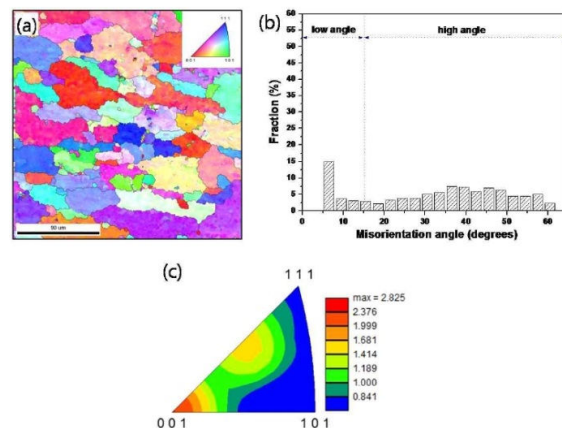 (a)
1 1 1
0 0 1
1 0 1
50 um
(b)
low angle
high angle
60
55
50
45
40
35
30
25
20
15
10
5
0
Fraction (%)
0 10 20 30 40 50 60
Misorientation angle (degrees)
(c)
1 1 1
0 0 1
1 0 1
max = 2.825
2.376
1.999
1.681
1.414
1.189
1.000
0.841